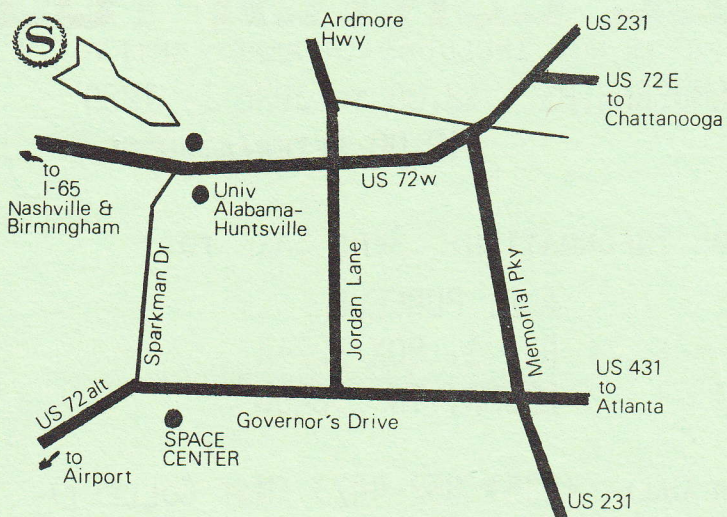 S
Ardmore
Hwy
US 231
US 72 E
to
Chattanooga
to
I-65
Nashville &
Birmingham
US 72w
Univ
Alabama-
Huntsville
Sparkman Dr
Jordan Lane
Memorial Pky
US 431
to
Atlanta
US 72 alt
Governor's Drive
SPACE
CENTER
to
Airport
US 231